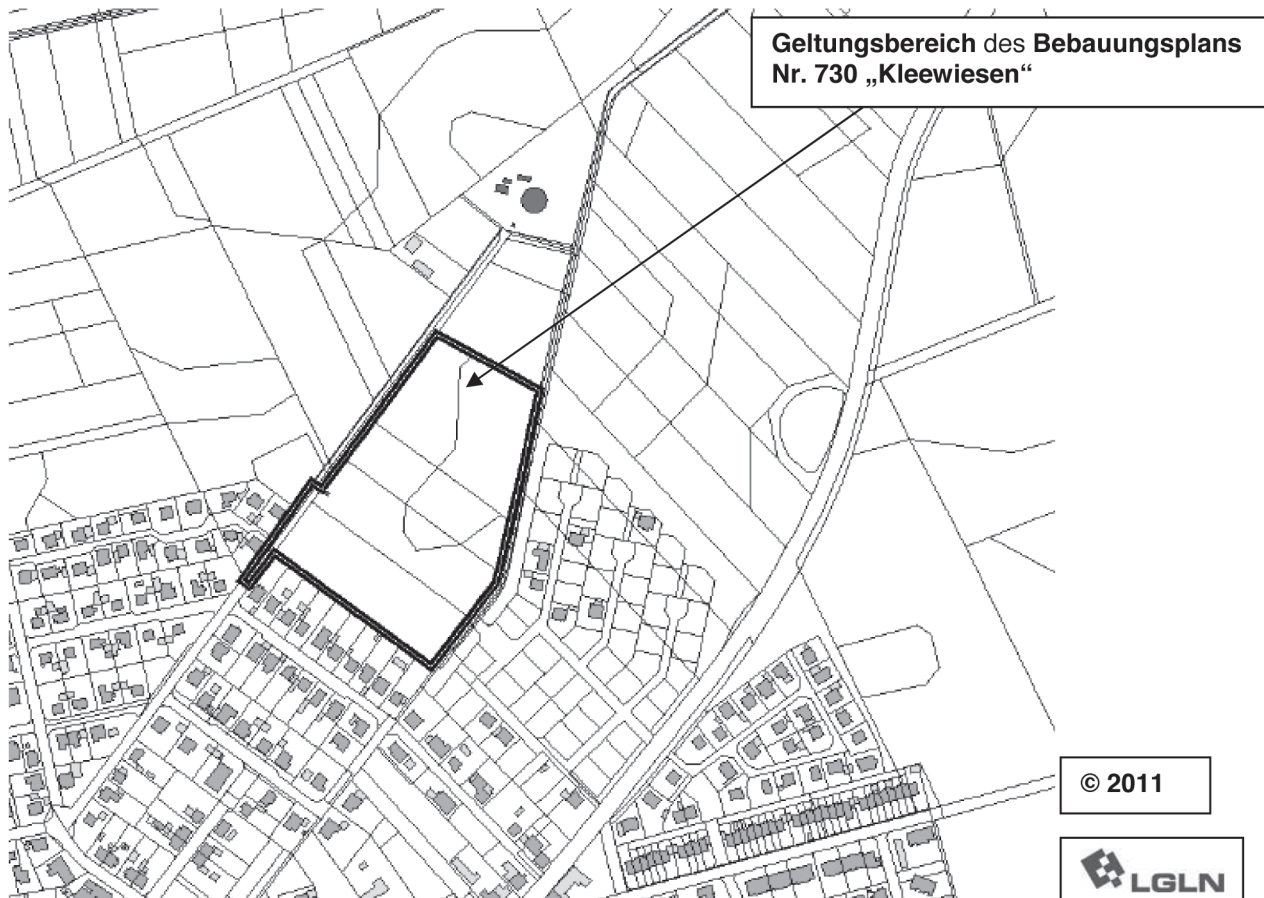 Geltungsbereich des Bebauungsplans
Nr. 730 „Kleewiesen“
© 2011
LGLN